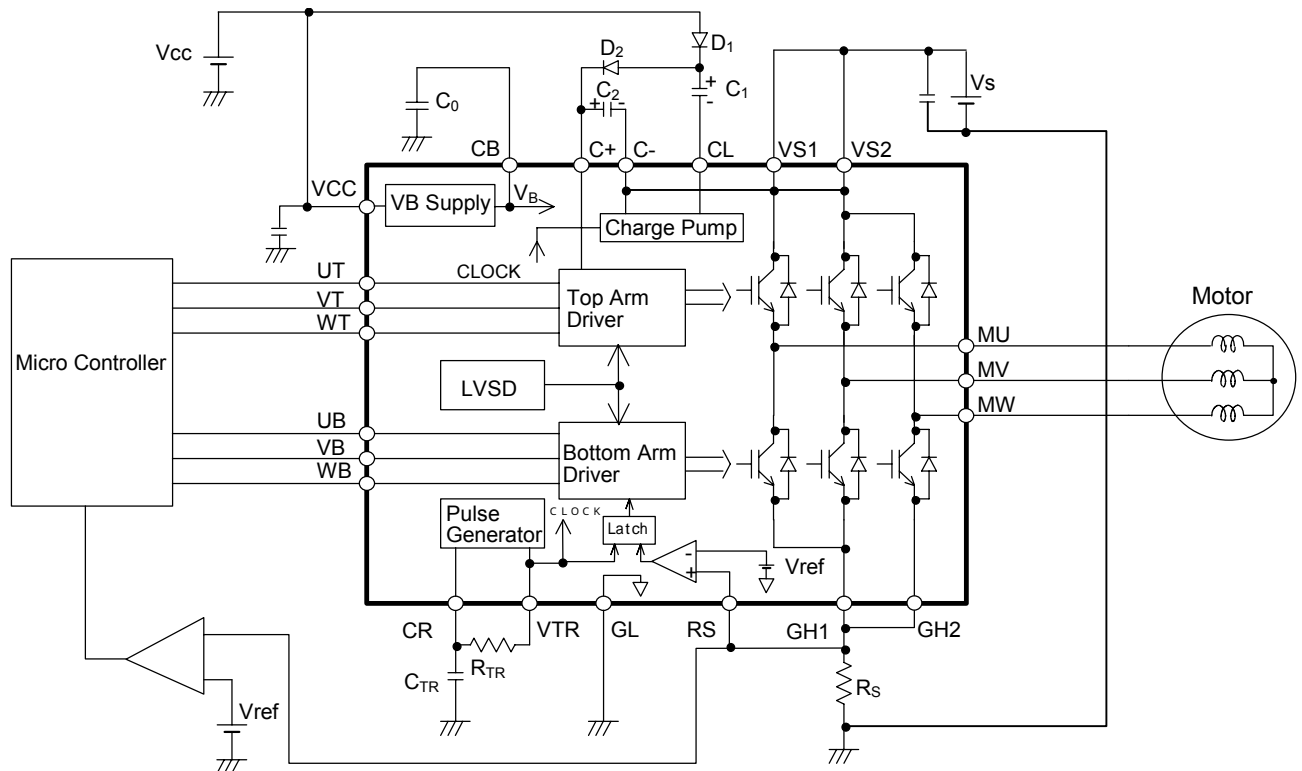 Vcc
D2
D1
+
C0
C2
+ -
+
-
C1
Vs
CB
C+
C-
CL
VS1
VS2
VCC
VB Supply
VB
Charge Pump
UT
CLOCK
VT
WT
Top Arm
Driver
Motor
Micro Controller
MU
LVSD
MV
MW
UB
VB
WB
Bottom Arm
Driver
Pulse
Generator
CLOCK
Latch
-
+
Vref
CR
VTR
GL
RS
GH1
GH2
RTR
CTR
RS
Vref